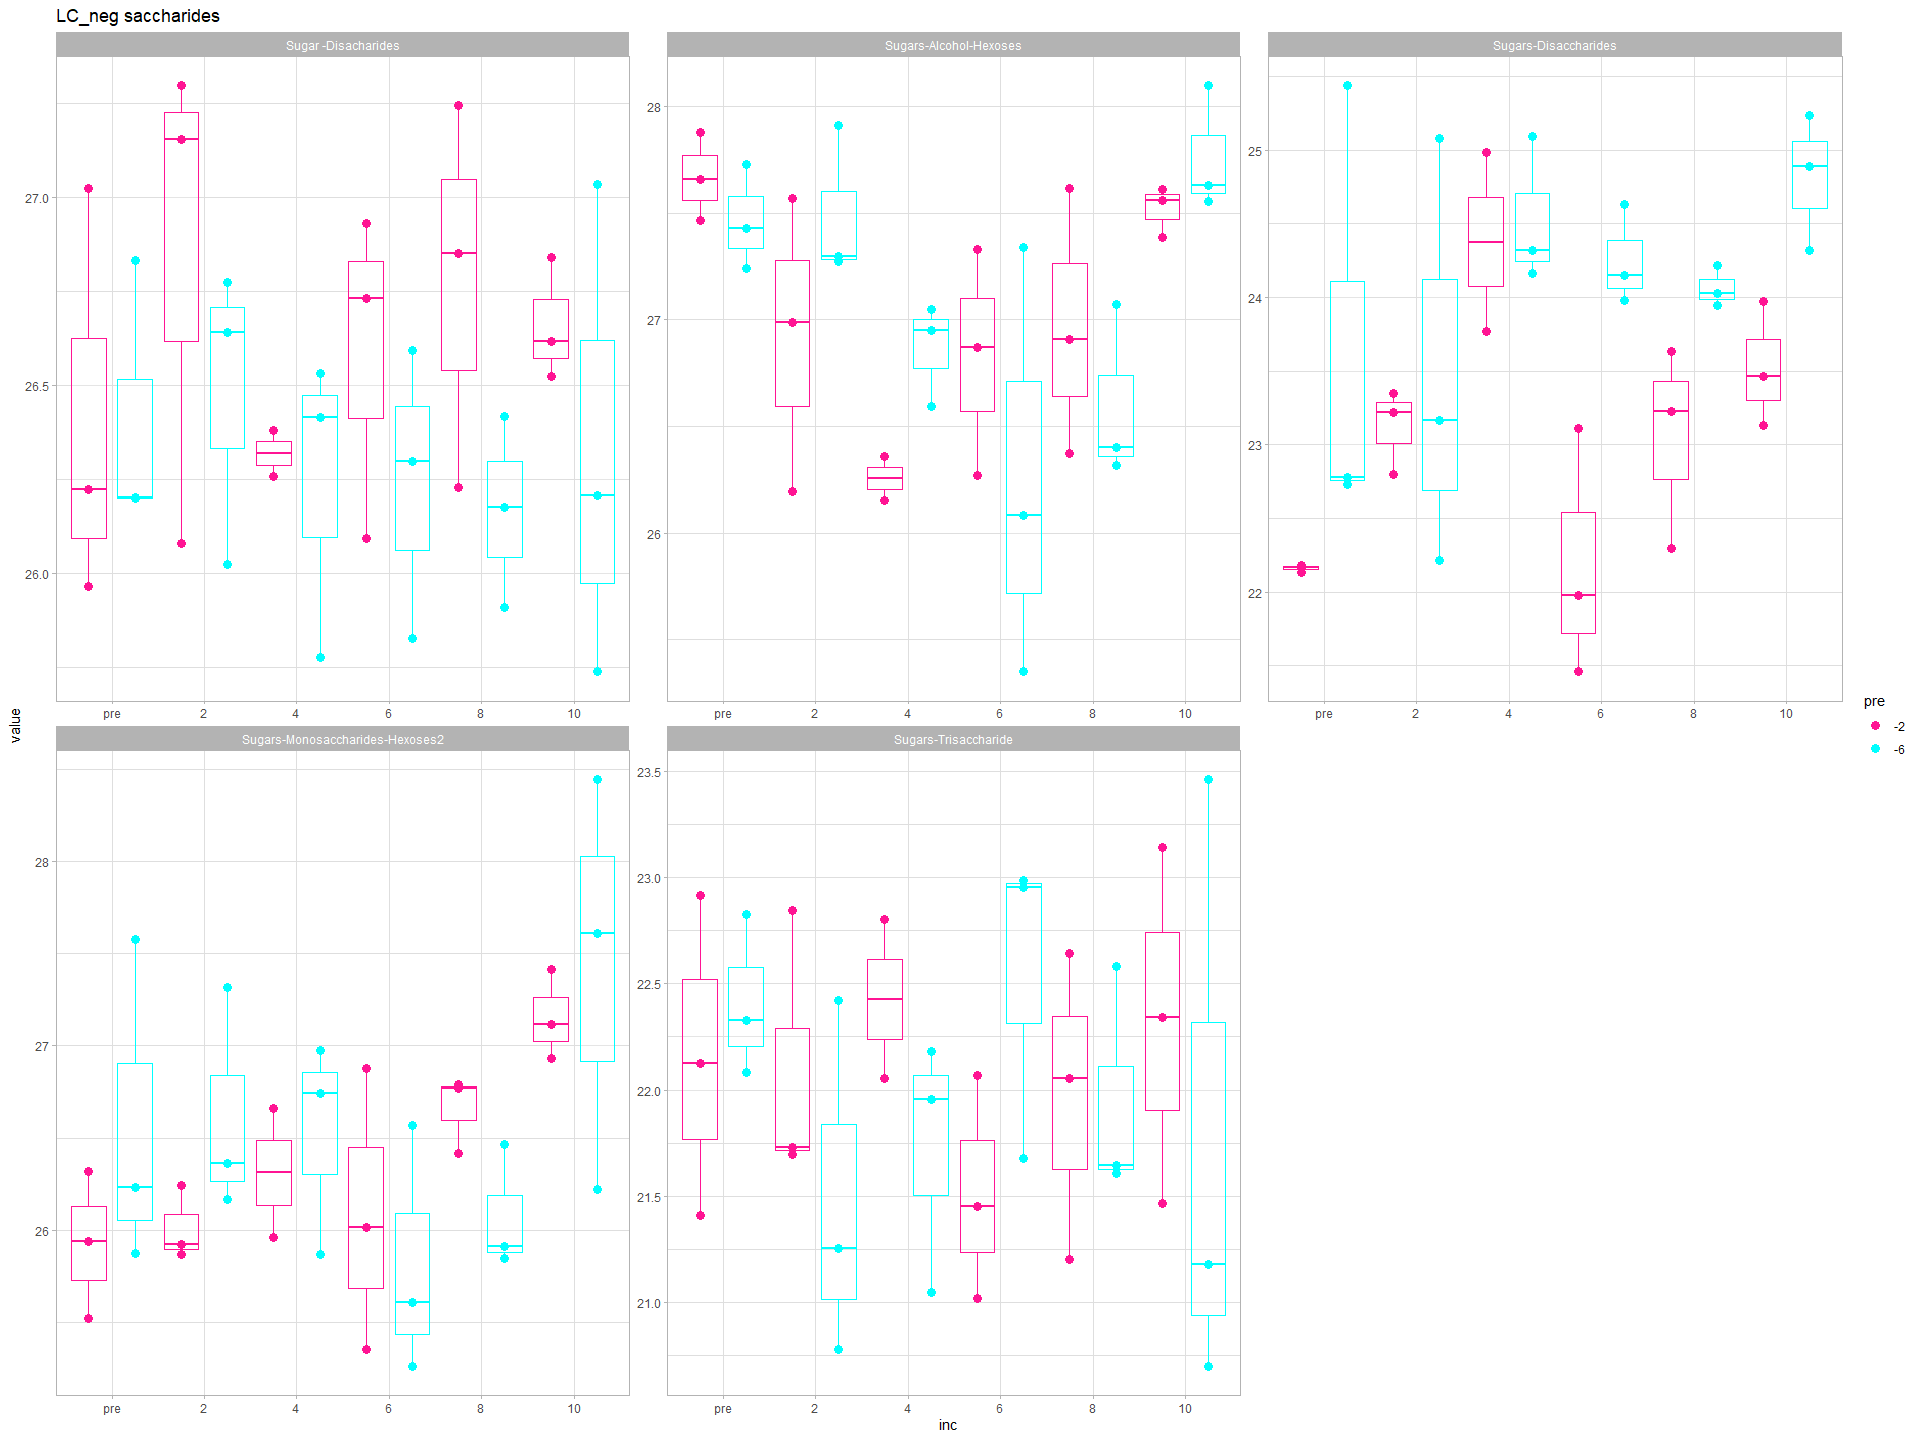 LC_neg saccharides
Sugar -Disacharides
Sugars-Alcohol-Hexoses
Sugars-Disaccharides
27.0
26.5
26.0
pre 2 4 6 8 10
28
27
26
pre 2 4 6 8 10
25
24
23
22
pre 2 4 6 8 10
value
Sugars-Monosaccharides-Hexoses2
Sugars-Trisaccharide
28
27
26
pre 2 4 6 8 10
23.5
23.0
22.5
22.0
21.5
21.0
pre 2 4 6 8 10
inc
pre
-2
-6